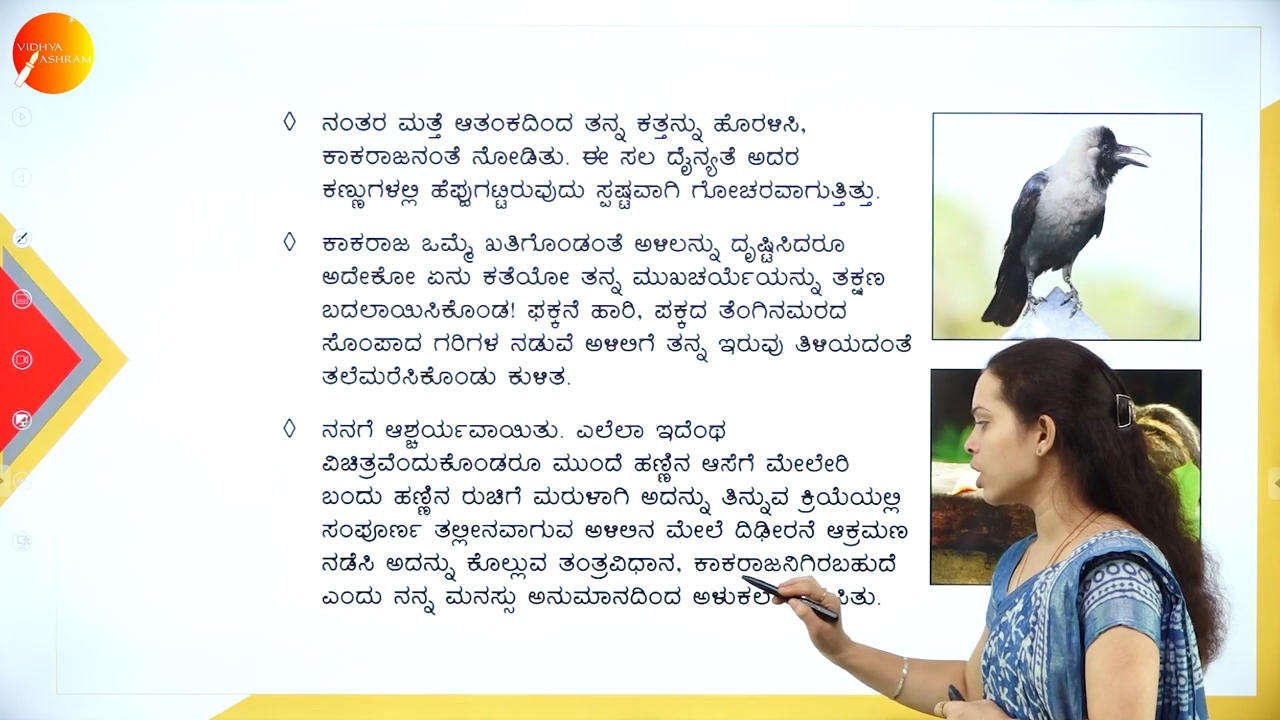 VIDHYA
ASHRAM
◊ ನಂತರ ಮತ್ತೆ ಆತಂಕದಿಂದ ತನ್ನ ಕತ್ತನ್ನು ಹೊರಳಿಸಿ,
ಕಾಕರಾಜನಂತೆ ನೋಡಿತು. ಈ ಸಲ ದೈನ್ಯತೆ ಅದರ
ಕಣ್ಣುಗಳಲ್ಲಿ ಹೆಪ್ಪುಗಟ್ಟಿರುವುದು ಸ್ಪಷ್ಟವಾಗಿ ಗೋಚರವಾಗುತ್ತಿತ್ತು.
◊ ಕಾಕರಾಜ ಒಮ್ಮೆ ಖತಿಗೊಂಡಂತೆ ಅಳಿಲನ್ನು ದೃಷ್ಟಿಸಿದರೂ
ಅದೇಕೋ ಏನು ಕತೆಯೋ ತನ್ನ ಮುಖಚರ್ಯೆಯನ್ನು ತಕ್ಷಣ
ಬದಲಾಯಿಸಿಕೊಂಡ! ಫಕ್ಕನೆ ಹಾರಿ, ಪಕ್ಕದ ತೆಂಗಿನಮರದ
ಸೊಂಪಾದ ಗರಿಗಳ ನಡುವೆ ಅಳಿಲಿಗೆ ತನ್ನ ಇರುವು ತಿಳಿಯದಂತೆ
ತಲೆಮರೆಸಿಕೊಂಡು ಕುಳಿತ.
◊ ನನಗೆ ಆಶ್ಚರ್ಯವಾಯಿತು. ಎಲೆಲಾ ಇದೆಂಥ
ವಿಚಿತ್ರವೆಂದುಕೊಂಡರೂ ಮುಂದೆ ಹಣ್ಣಿನ ಆಸೆಗೆ ಮೇಲೇರಿ
ಬಂದು ಹಣ್ಣಿನ ರುಚಿಗೆ ಮರುಳಾಗಿ ಅದನ್ನು ತಿನ್ನುವ ಕ್ರಿಯೆಯಲ್ಲಿ
ಸಂಪೂರ್ಣ ತಲ್ಲೀನವಾಗುವ ಅಳಿಲಿನ ಮೇಲೆ ದಿಢೀರನೆ ಆಕ್ರಮಣ
ನಡೆಸಿ ಅದನ್ನು ಕೊಲ್ಲುವ ತಂತ್ರವಿಧಾನ, ಕಾಕರಾಜನಿಗಿರಬಹುದೆ
ಎಂದು ನನ್ನ ಮನಸ್ಸು ಅನುಮಾನದಿಂದ